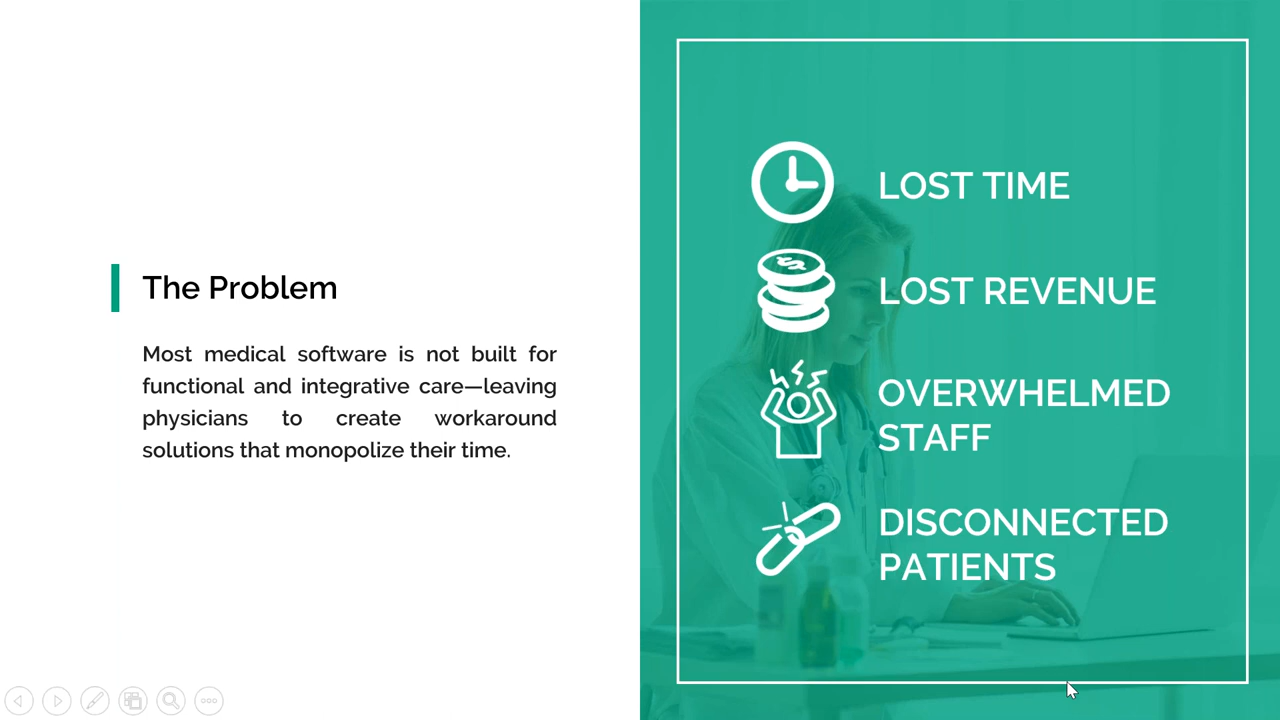 The Problem
Most medical software is not built for
functional and integrative care—leaving
physicians to create workaround
solutions that monopolize their time.
LOST TIME
LOST REVENUE
OVERWHELMED
STAFF
DISCONNECTED
PATIENTS